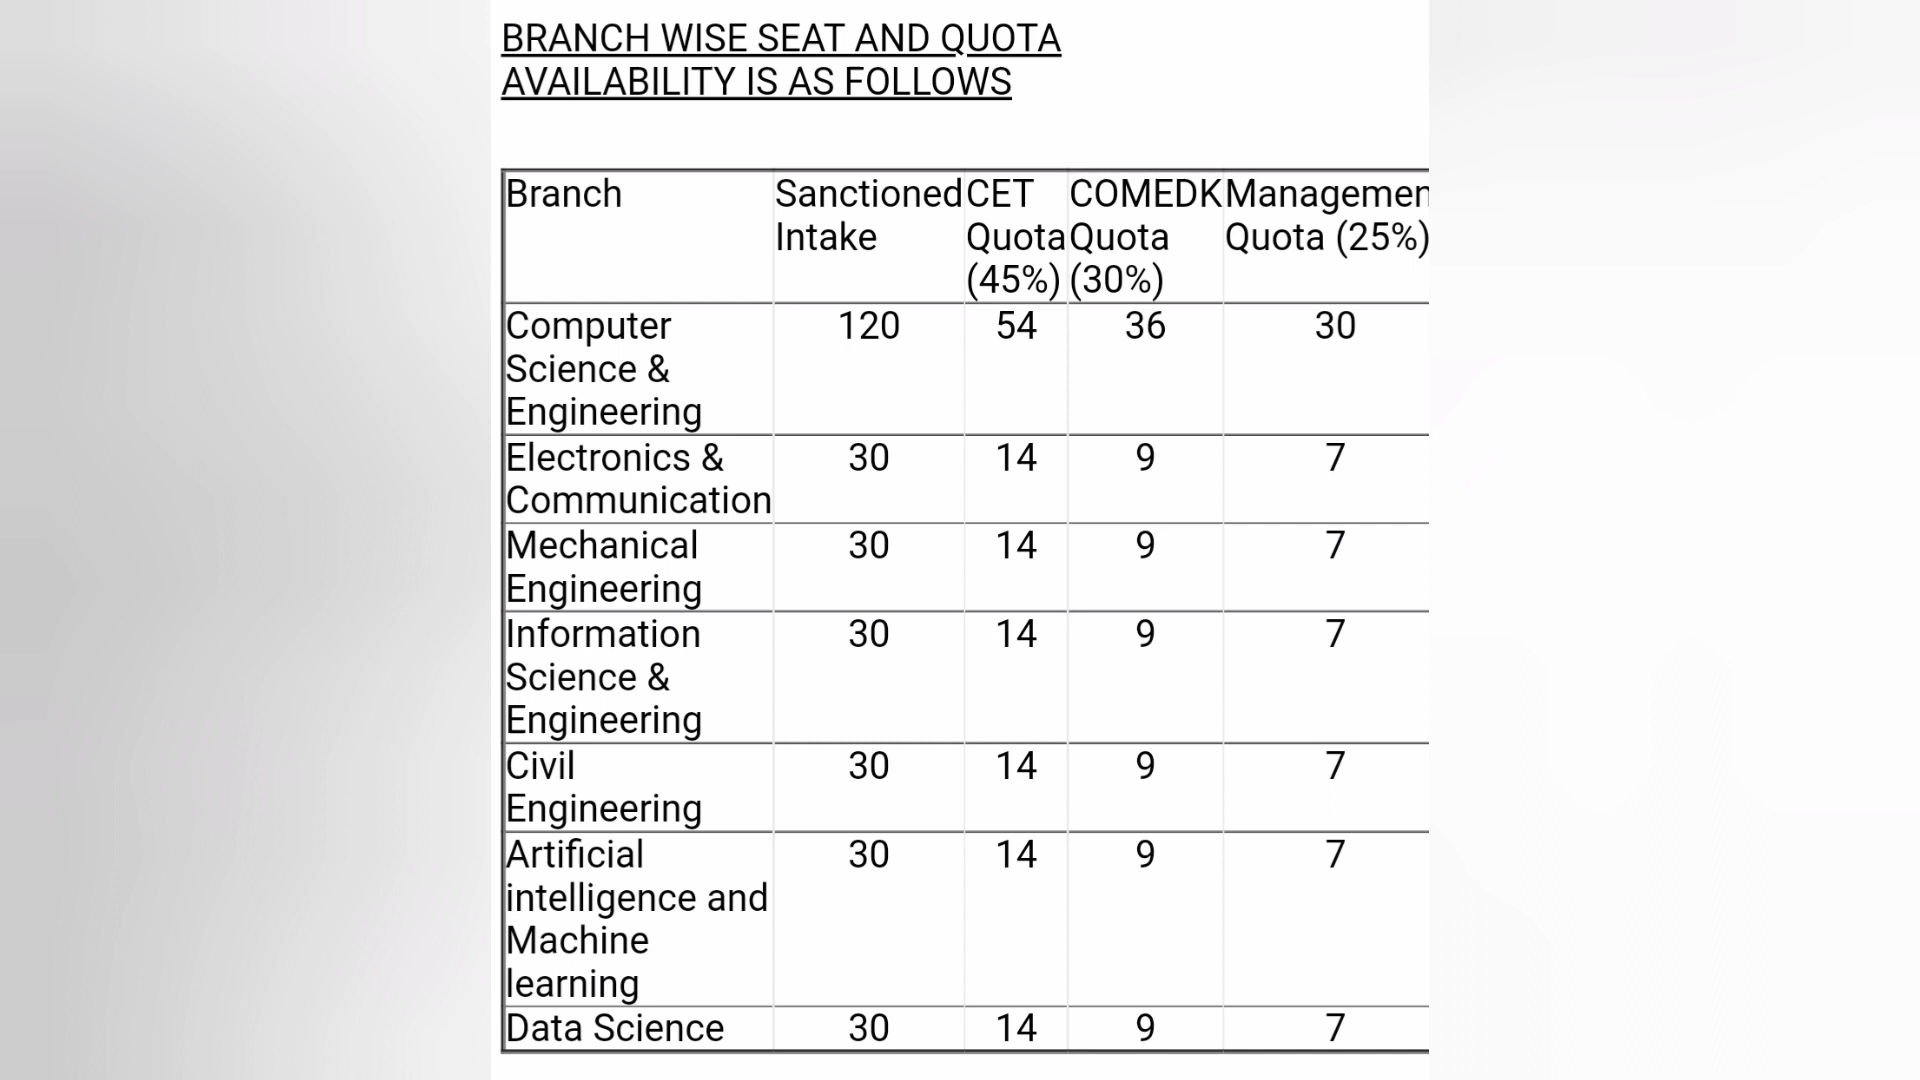 BRANCH WISE SEAT AND QUOTA
AVAILABILITY IS AS FOLLOWS
Branch Sanctioned Intake CET Quota (45%) COMEDK Quota (30%) Managemen Quota (25%)
Computer Science & Engineering 120 54 36 30
Electronics & Communication 30 14 9 7
Mechanical Engineering 30 14 9 7
Information Science & Engineering 30 14 9 7
Civil Engineering 30 14 9 7
Artificial intelligence and Machine learning 30 14 9 7
Data Science 30 14 9 7